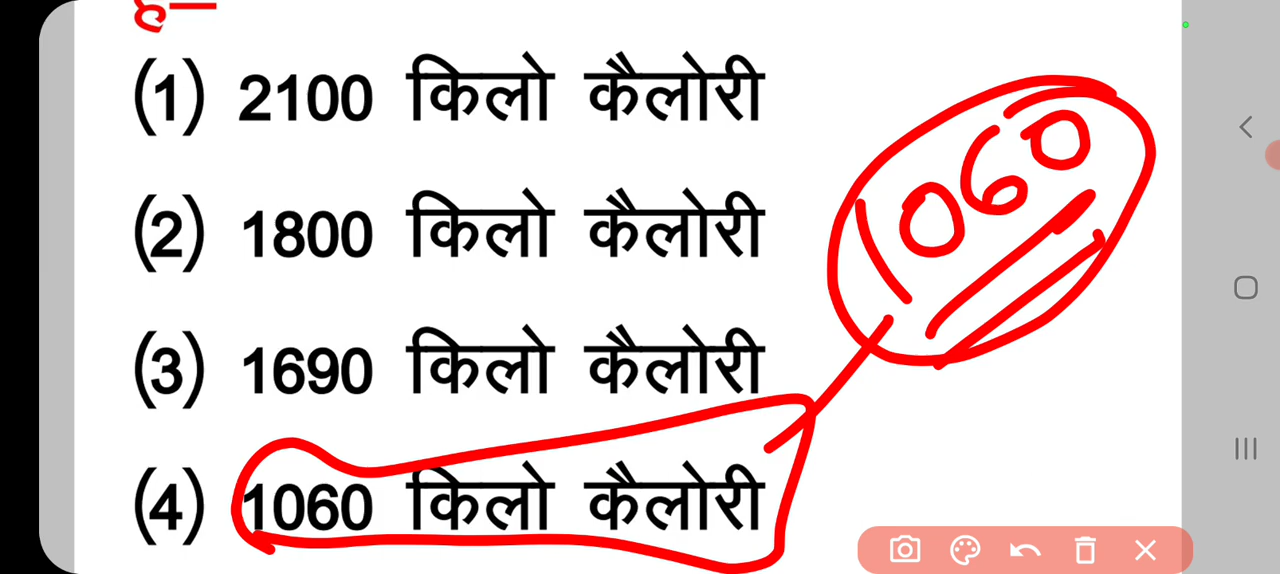 है—
(1) 2100 किलो कैलोरी
(2) 1800 किलो कैलोरी
(3) 1690 किलो कैलोरी
(4) 1060 किलो कैलोरी
1060